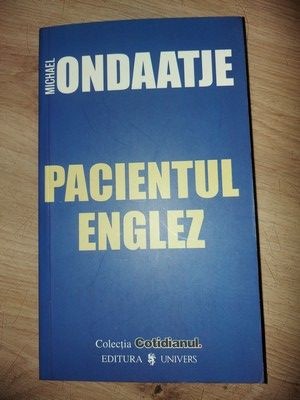 MICHAEL
ONDAATJE
PACIENTUL
ENGLEZ
Colecția Cotidianul.
EDITURA UNIVERS